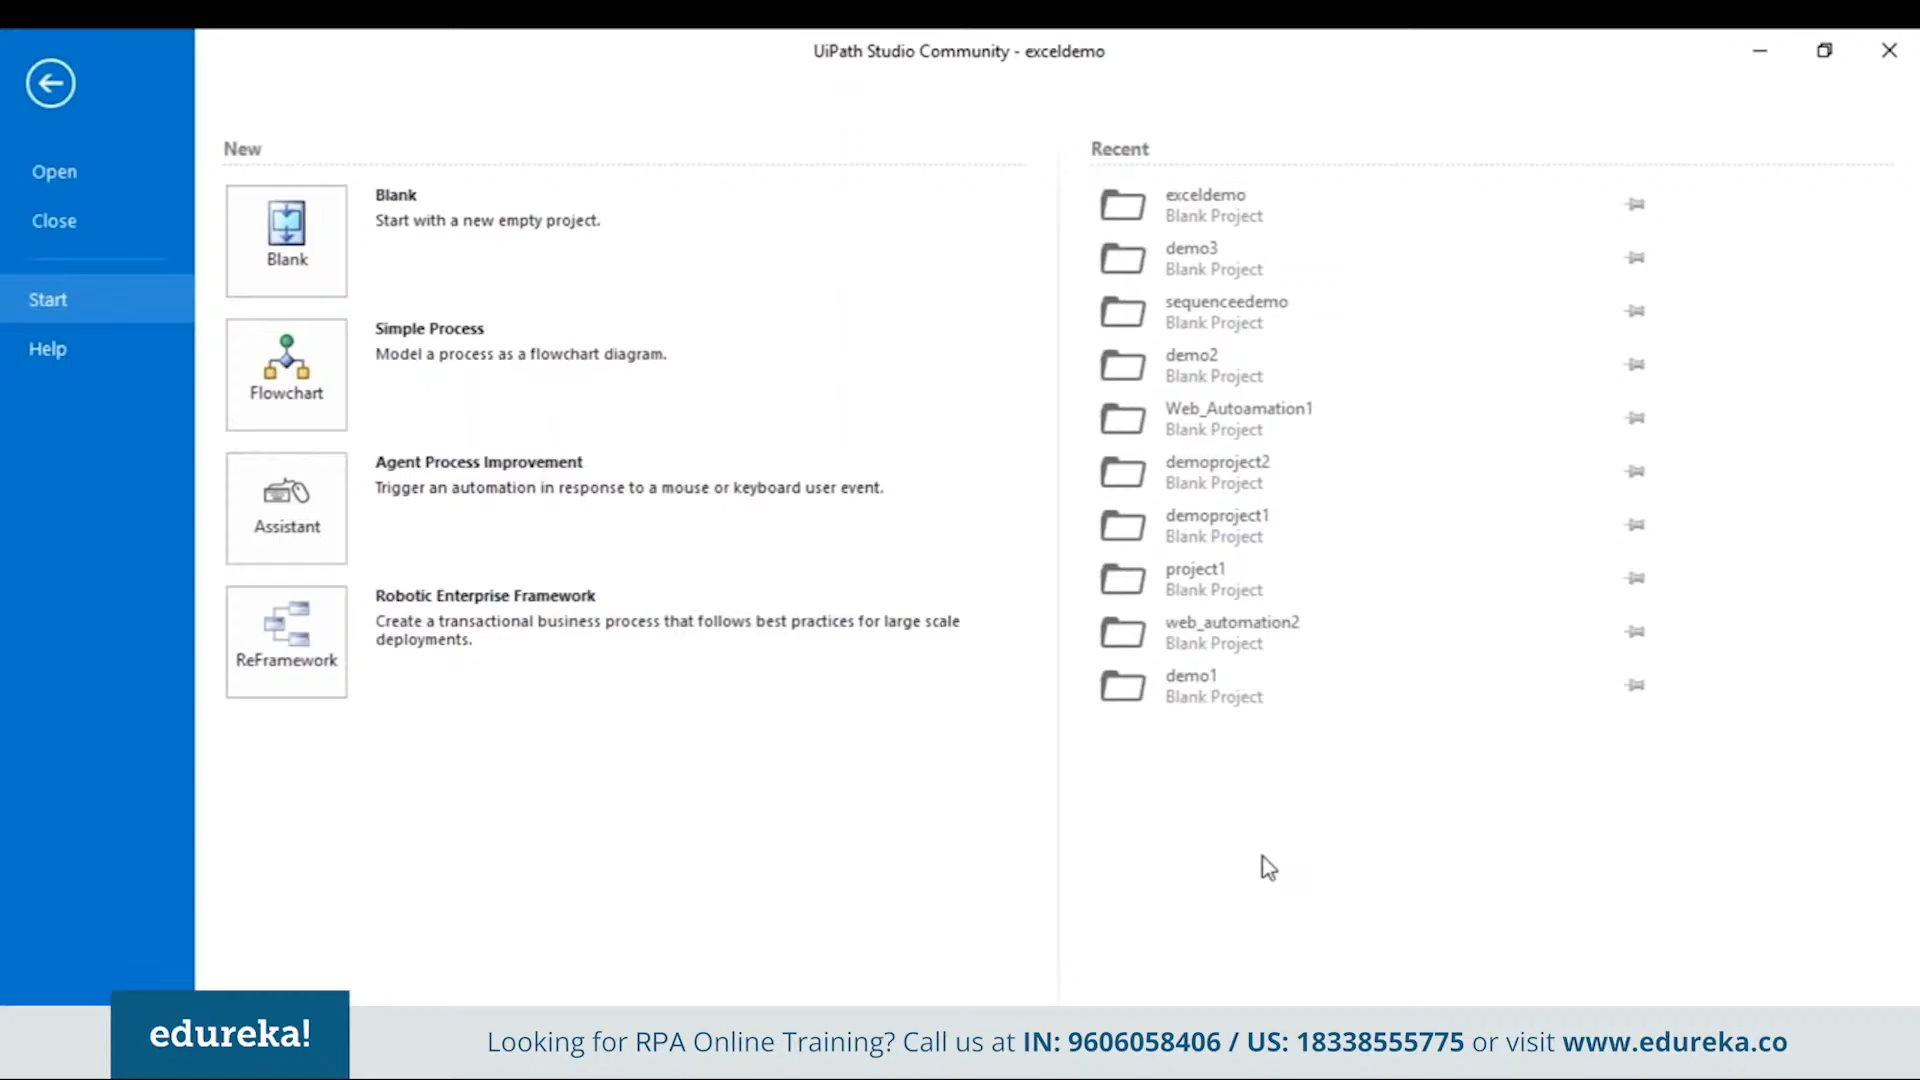 UiPath Studio Community - exceldemo
Open
Close
Start
Help
New
Blank
Blank
Start with a new empty project.
Flowchart
Simple Process
Model a process as a flowchart diagram.
Assistant
Agent Process Improvement
Trigger an automation in response to a mouse or keyboard user event.
ReFramework
Robotic Enterprise Framework
Create a transactional business process that follows best practices for large scale
deployments.
Recent
exceldemo
Blank Project
demo3
Blank Project
sequenceedemo
Blank Project
demo2
Blank Project
Web_Autoamation1
Blank Project
demoproject2
Blank Project
demoproject1
Blank Project
project1
Blank Project
web_automation2
Blank Project
demo1
Blank Project
edureka!
Looking for RPA Online Training? Call us at IN: 9606058406 / US: 18338555775 or visit www.edureka.co